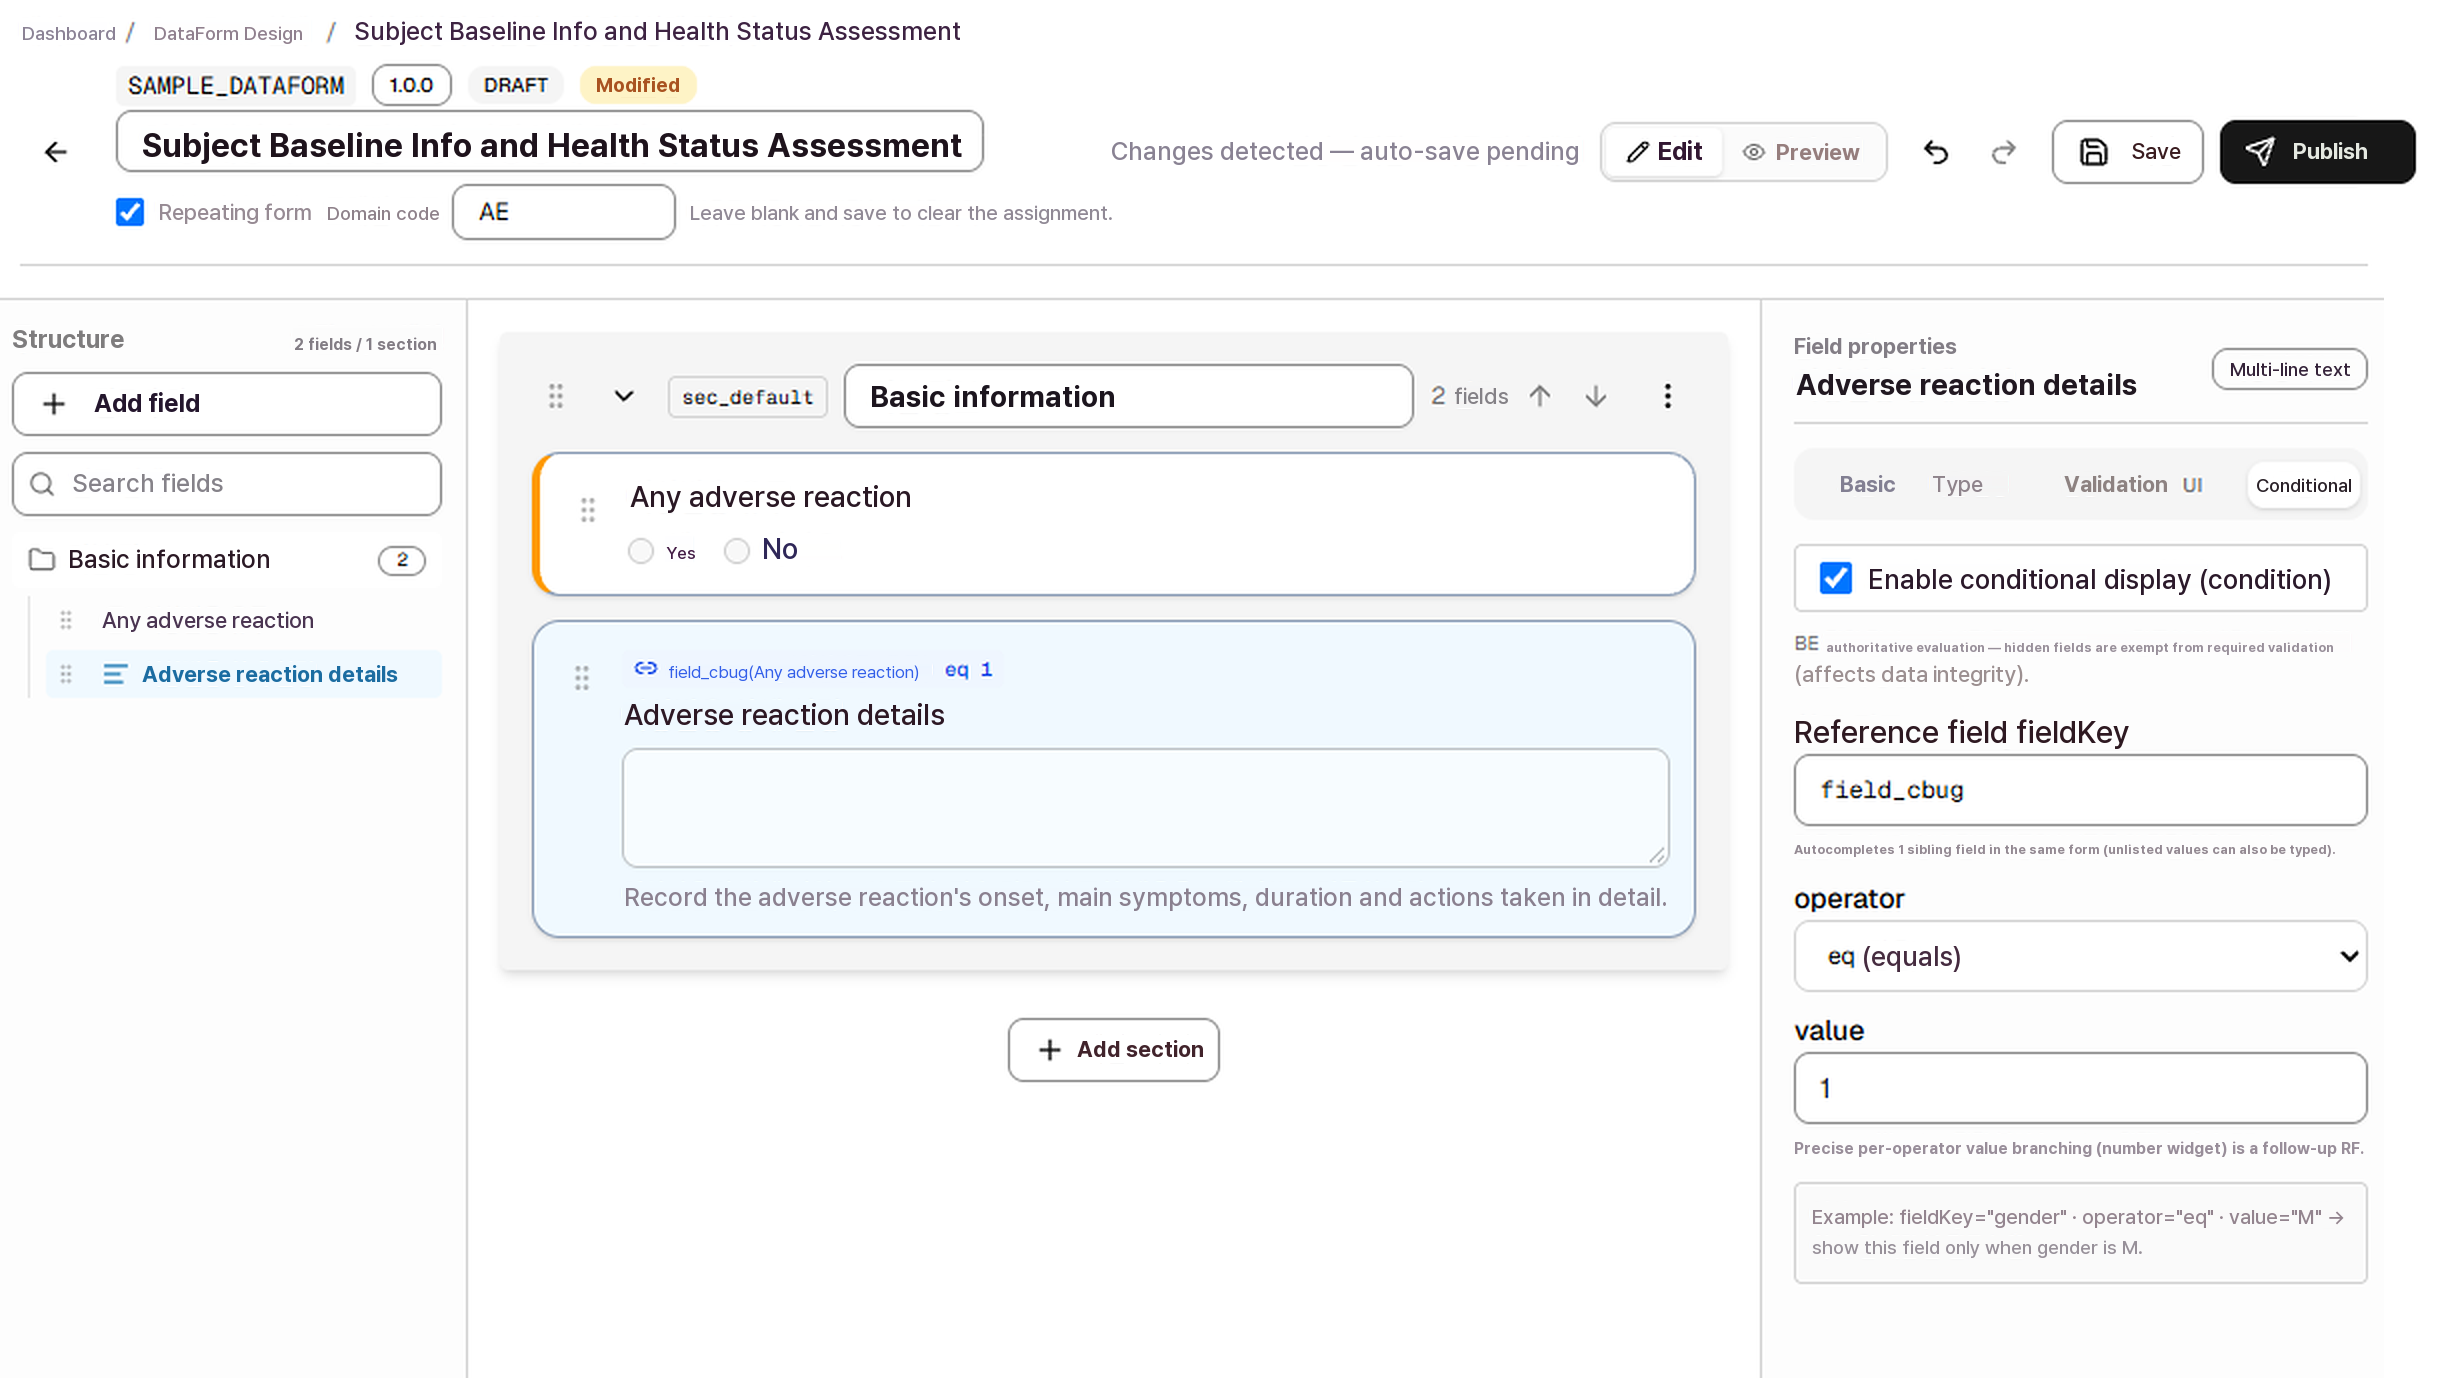 Dashboard / DataForm Design / Subject Baseline Info and Health Status Assessment
SAMPLE_DATAFORM 1.0.0 DRAFT Modified
Subject Baseline Info and Health Status Assessment
Changes detected — auto-save pending Edit Preview Save Publish
Repeating form Domain code AE Leave blank and save to clear the assignment.
Structure 2 fields / 1 section
Add field
Search fields
Basic information 2
Any adverse reaction
Adverse reaction details
sec_default Basic information 2 fields
Any adverse reaction
Yes No
field_cbug(Any adverse reaction) eq 1
Adverse reaction details
Record the adverse reaction's onset, main symptoms, duration and actions taken in detail.
Add section
Field properties
Adverse reaction details Multi-line text
Basic Type Validation UI Conditional
Enable conditional display (condition)
BE authoritative evaluation — hidden fields are exempt from required validation
(affects data integrity).
Reference field fieldKey
field_cbug
Autocompletes 1 sibling field in the same form (unlisted values can also be typed).
operator
eq (equals)
value
1
Precise per-operator value branching (number widget) is a follow-up RF.
Example: fieldKey="gender" · operator="eq" · value="M" →
show this field only when gender is M.